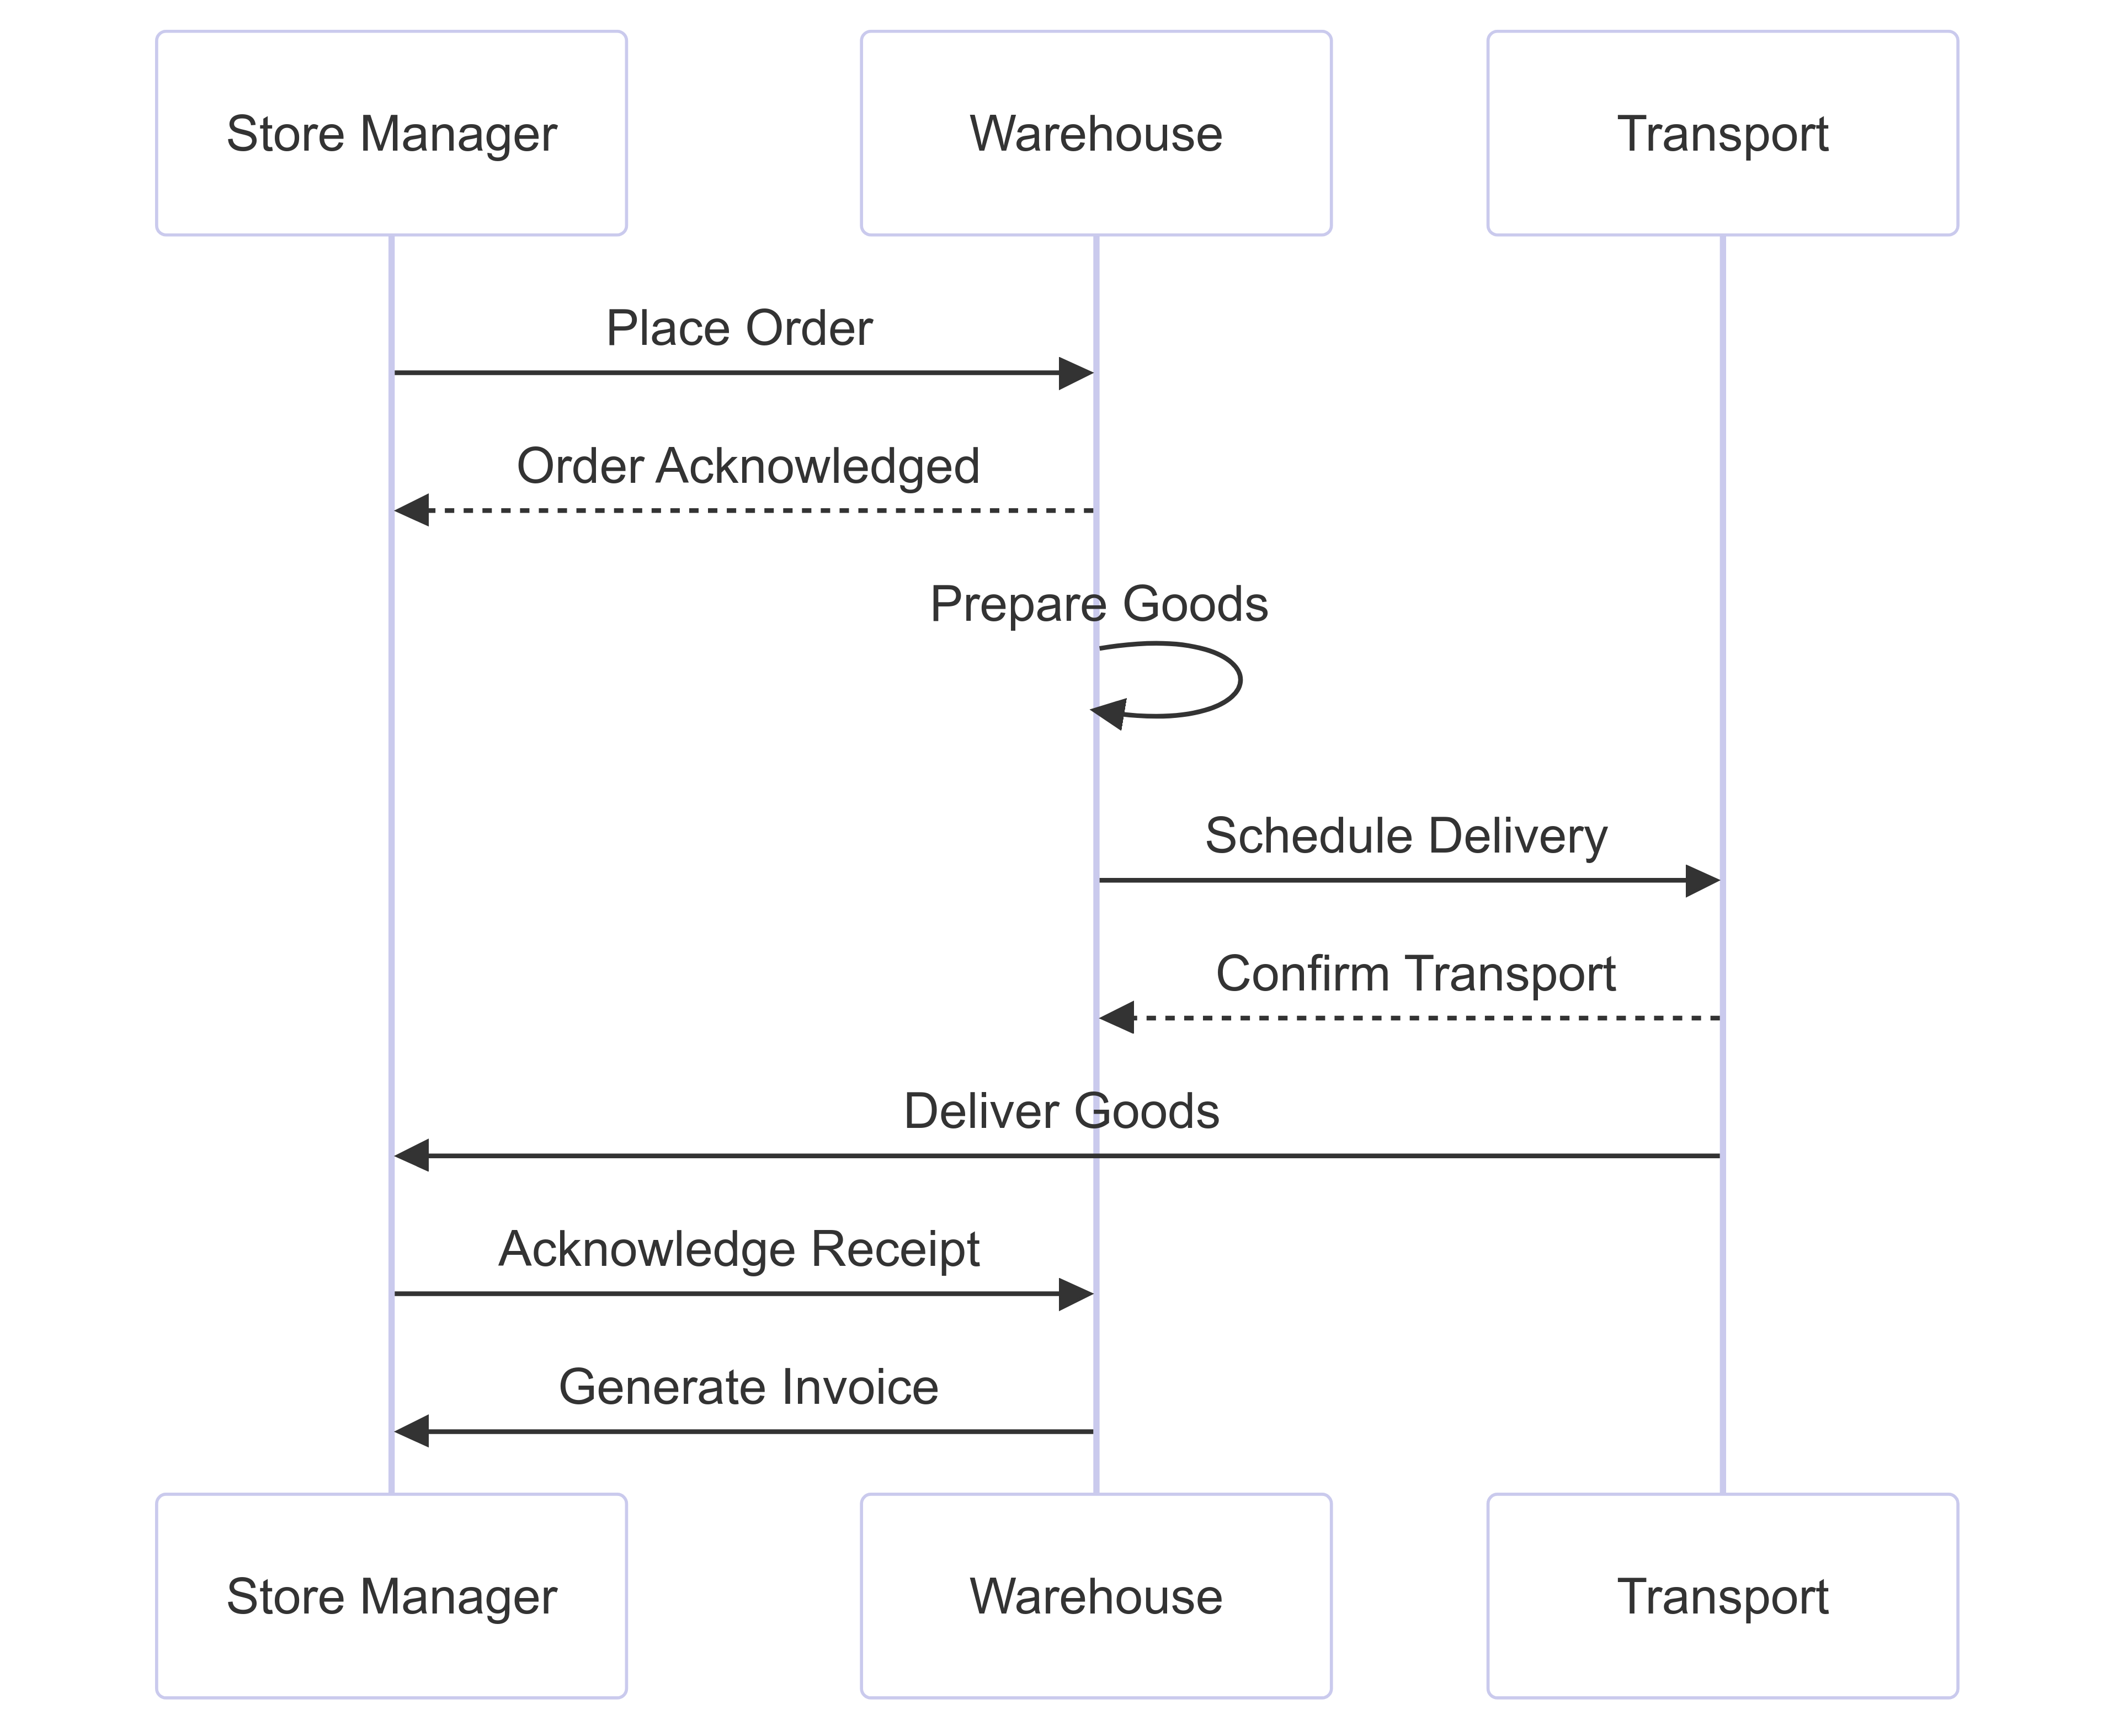 Store Manager
Warehouse
Transport
Place Order
Order Acknowledged
Prepare Goods
Schedule Delivery
Confirm Transport
Deliver Goods
Acknowledge Receipt
Generate Invoice
Store Manager
Warehouse
Transport